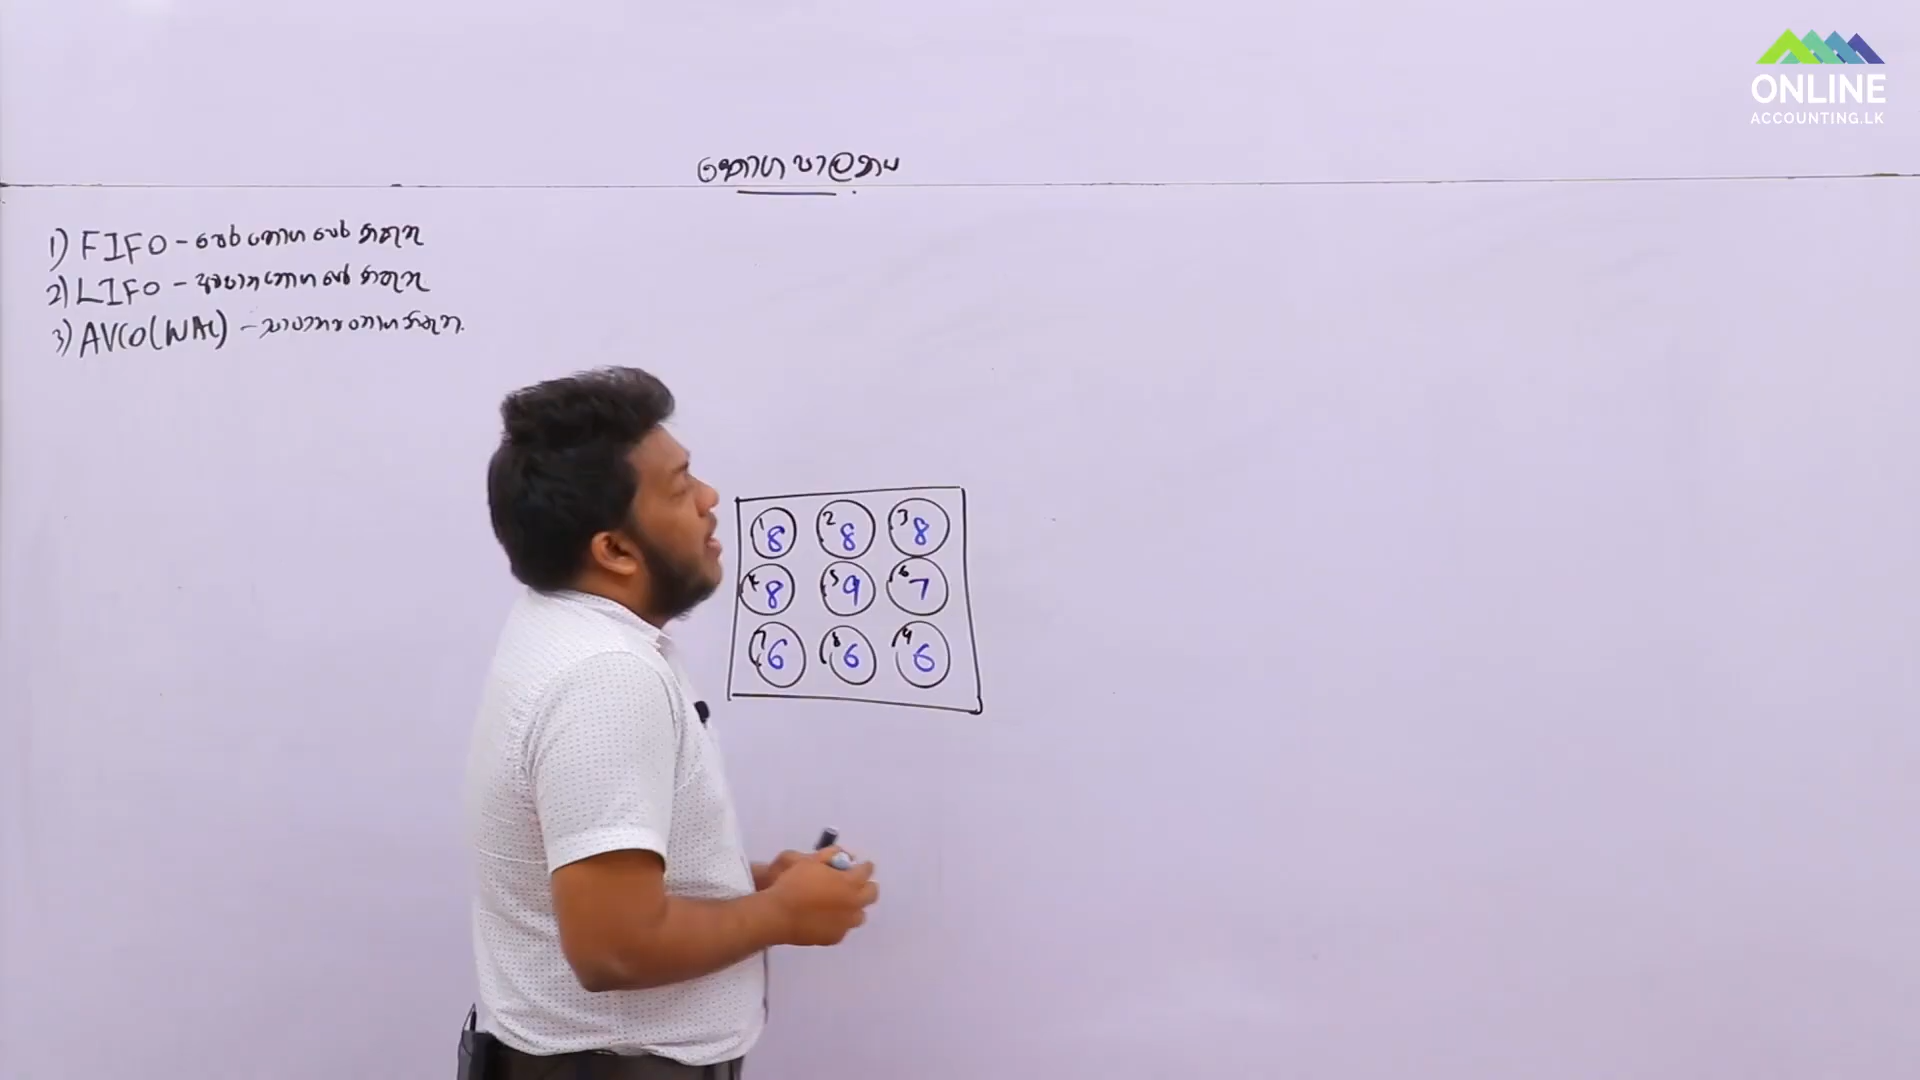 ONLINE
ACCOUNTING.LK
තොග පාලනය
1) FIFO - පෙර තොග පෙර නිකුතු
2) LIFO - අවසාන තොග පෙර නිකුතු
3) AVCO (WAC) - සාමාන්‍ය තොග නිකුතු.
1 8 2 8 3 8
4 8 5 9 6 7
7 6 8 6 9 6